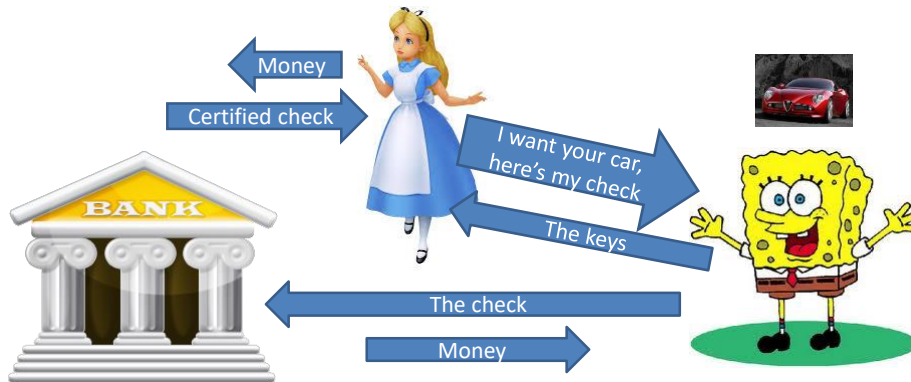 Money
Certified check
I want your car,
here's my check
The keys
BANK
The check
Money